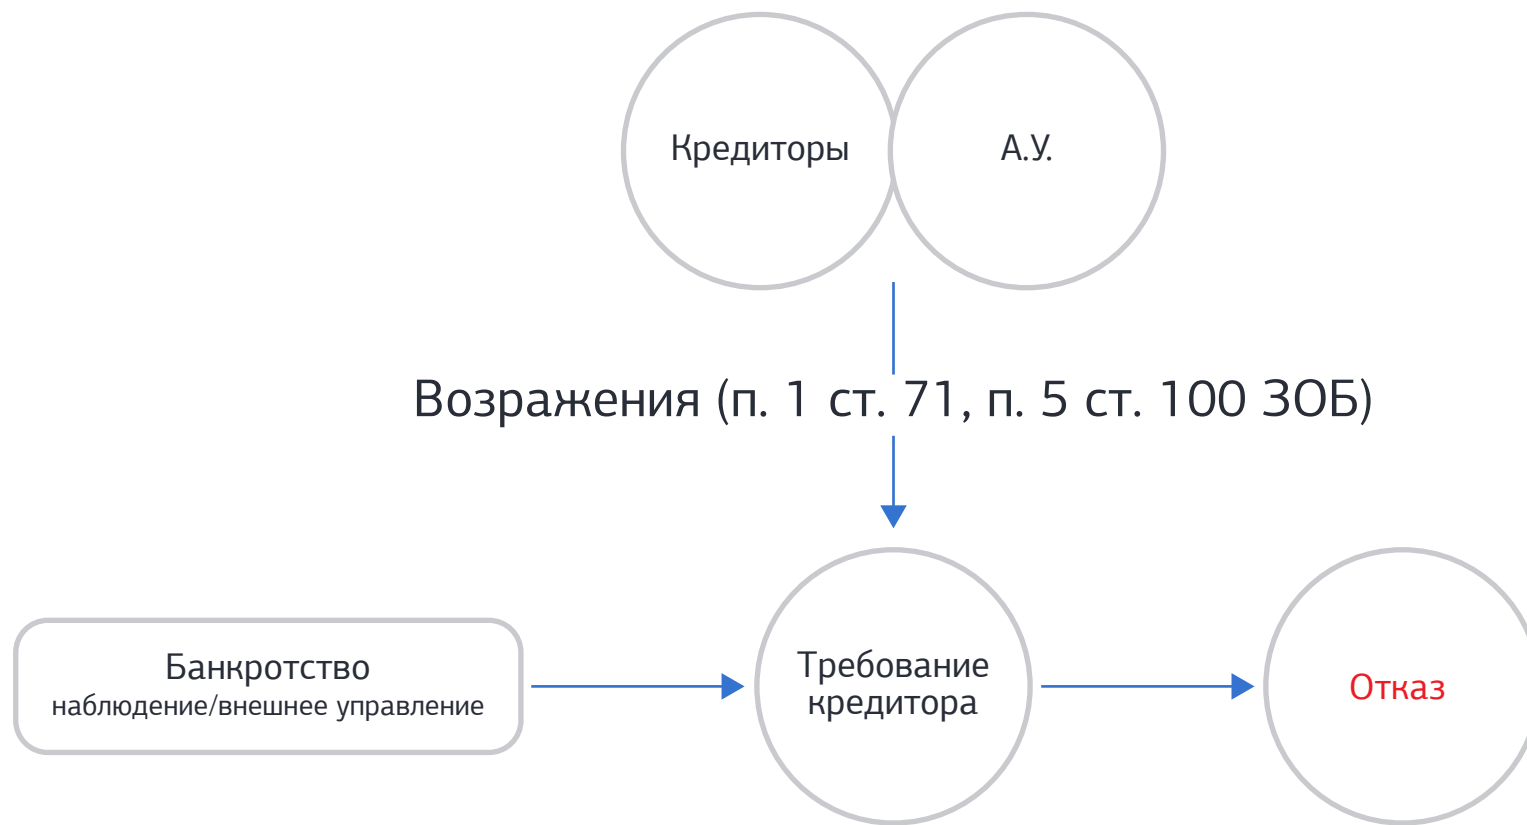 Кредиторы
А.У.
Возражения (п. 1 ст. 71, п. 5 ст. 100 ЗОБ)
Банкротство
наблюдение/внешнее управление
Требование
кредитора
Отказ